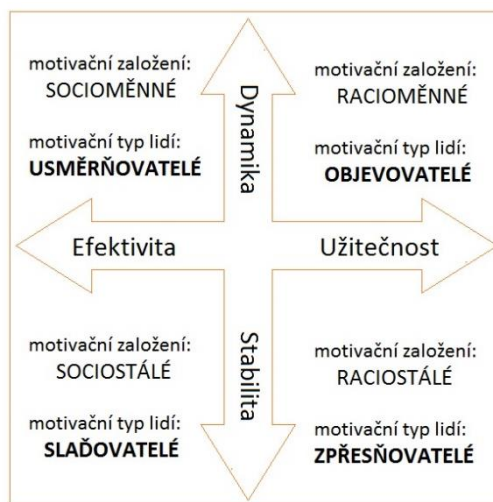 motivační založení:
SOCIOMĚNNÉ
motivační typ lidí:
USMĚRŇOVATELÉ
Dynamika
motivační založení:
RACIOMĚNNÉ
motivační typ lidí:
OBJEVOVATELÉ
Efektivita
Užitečnost
motivační založení:
SOCIOSTÁLÉ
motivační typ lidí:
SLAĎOVATELÉ
Stabilita
motivační založení:
RACIOSTÁLÉ
motivační typ lidí:
ZPŘESŇOVATELÉ